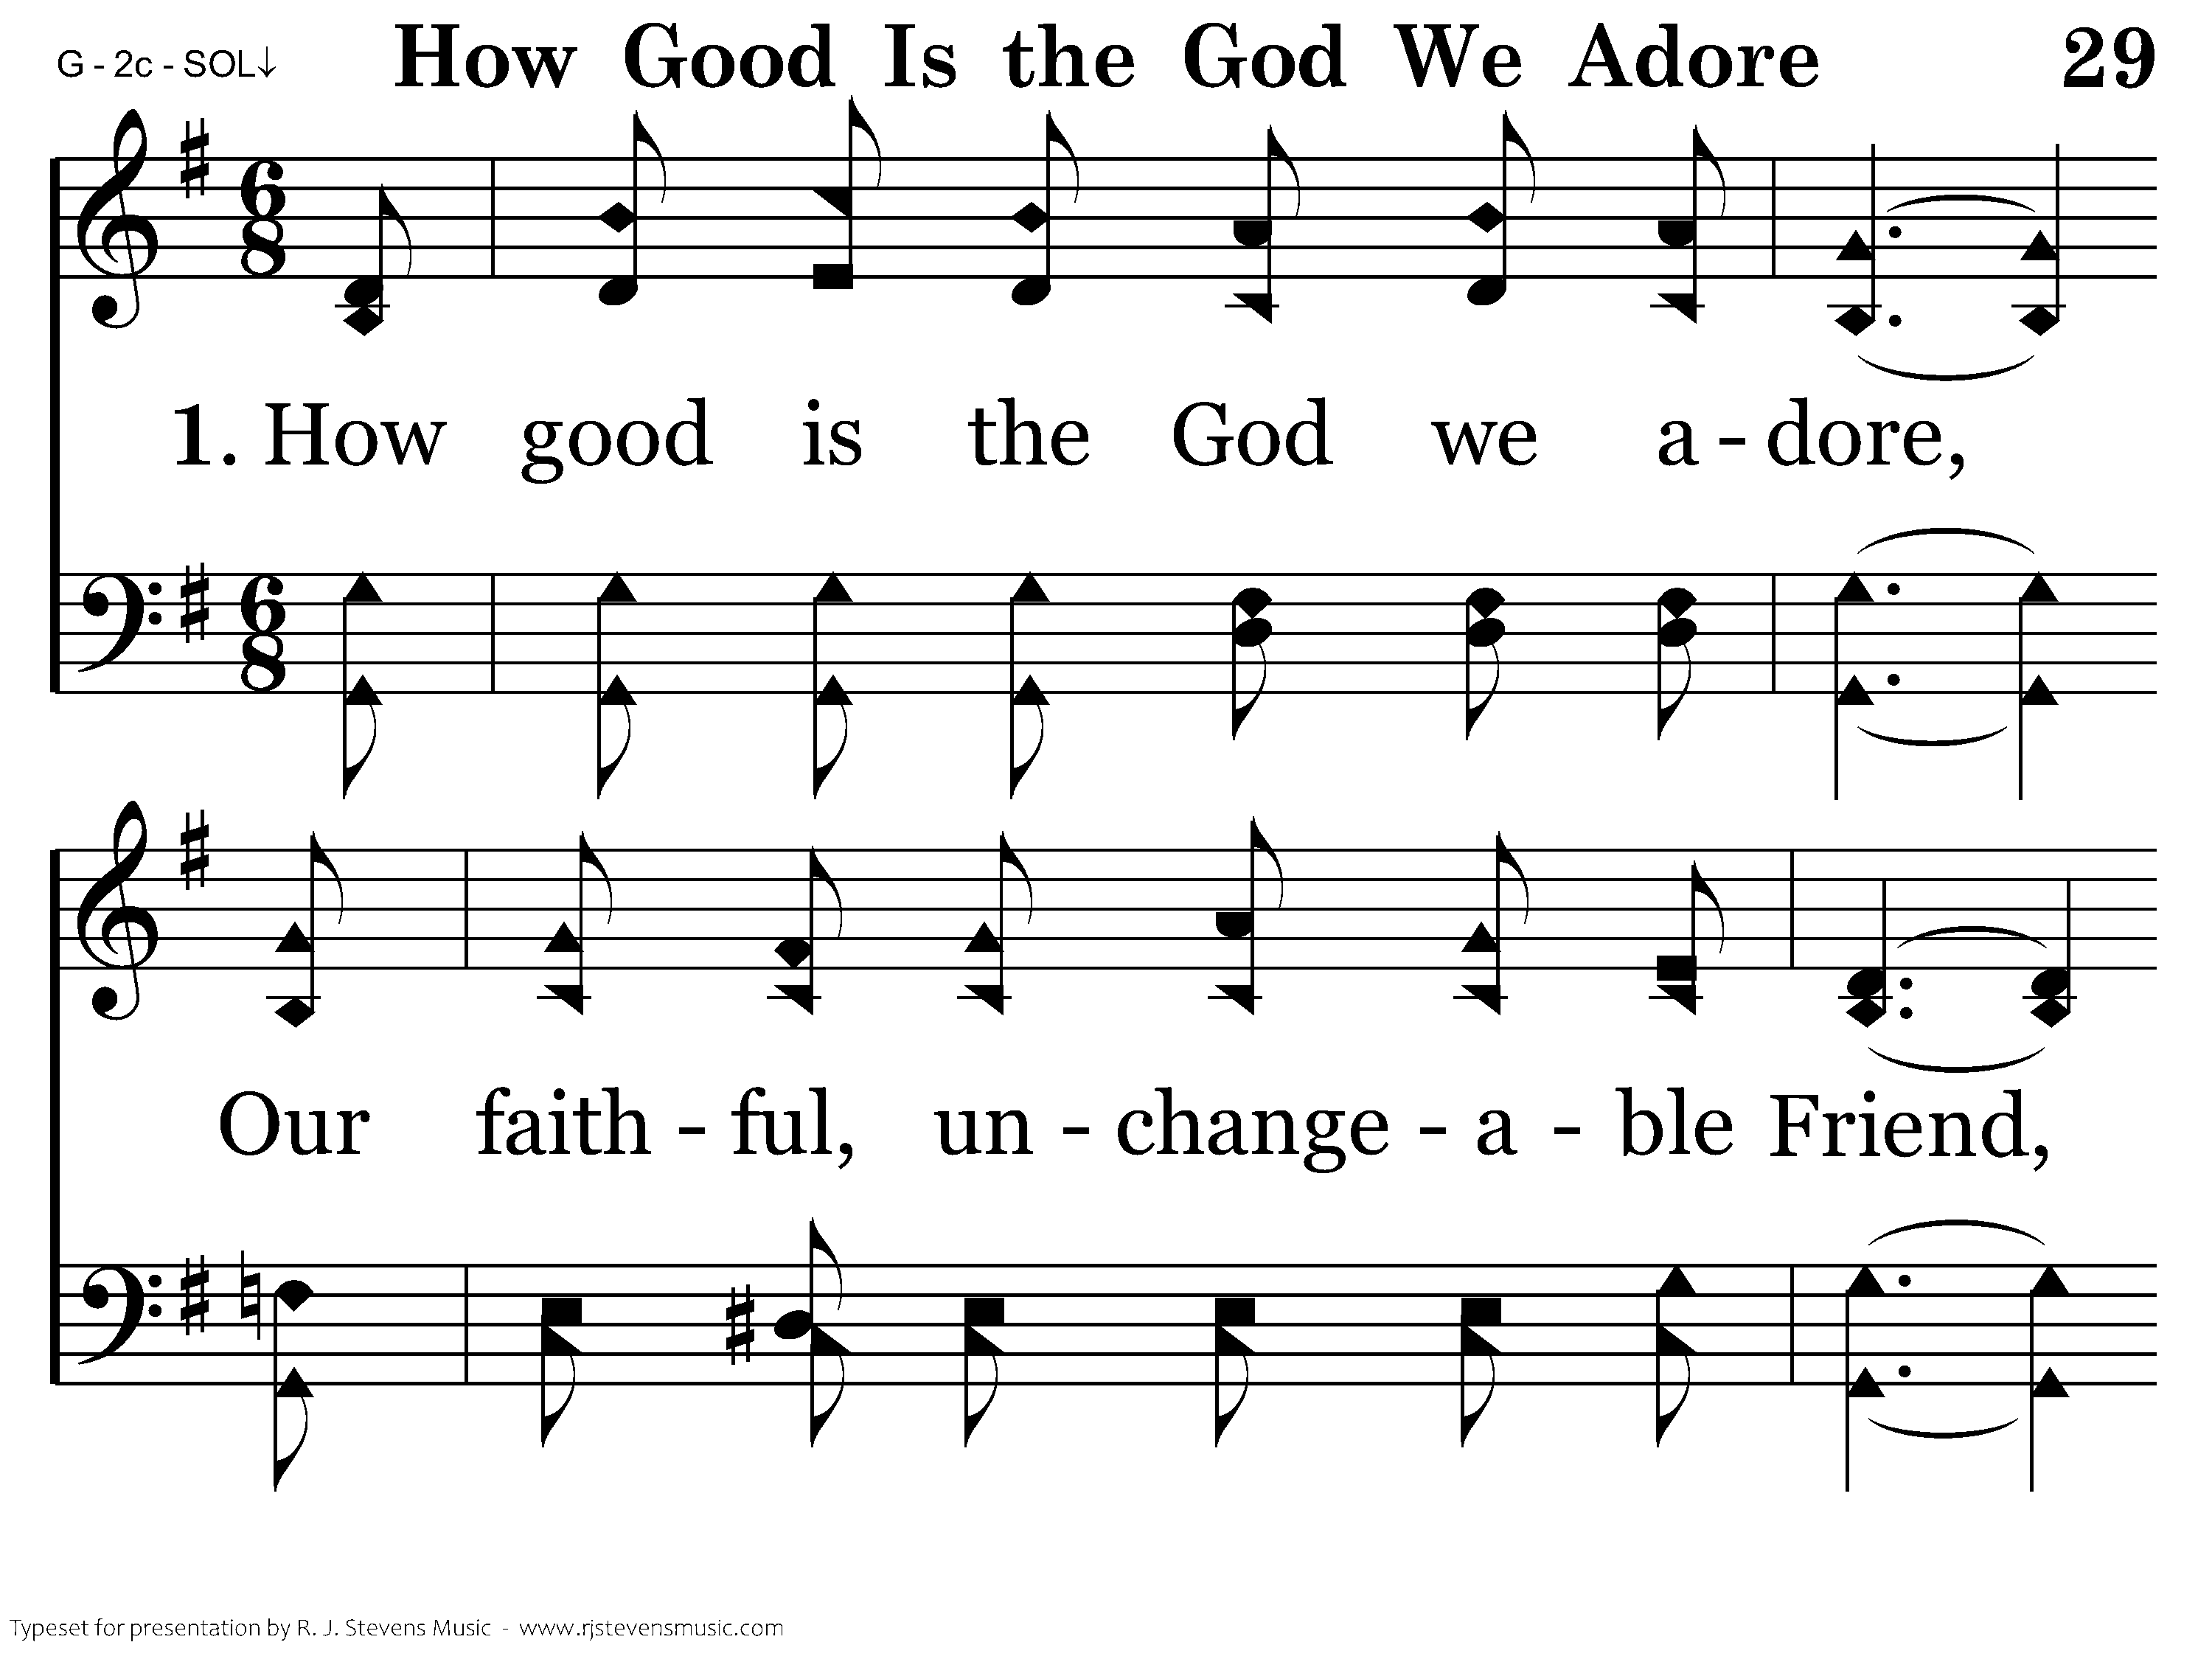 G - 2c - SOL↓ How Good Is the God We Adore 29
1. How good is the God we a - dore,
Our faith - ful, un - change - a - ble Friend,
Typeset for presentation by R. J. Stevens Music - www.rjstevensmusic.com